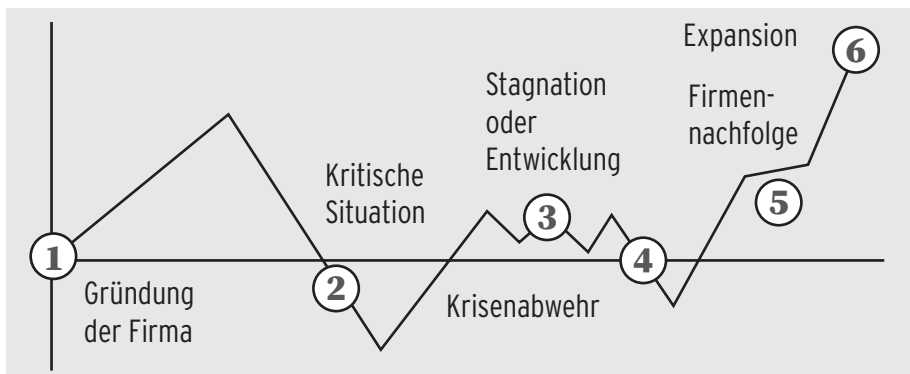 1
Gründung
der Firma
2
Kritische
Situation
3
Stagnation
oder
Entwicklung
4
Krisenabwehr
5
Firmen-
nachfolge
6
Expansion